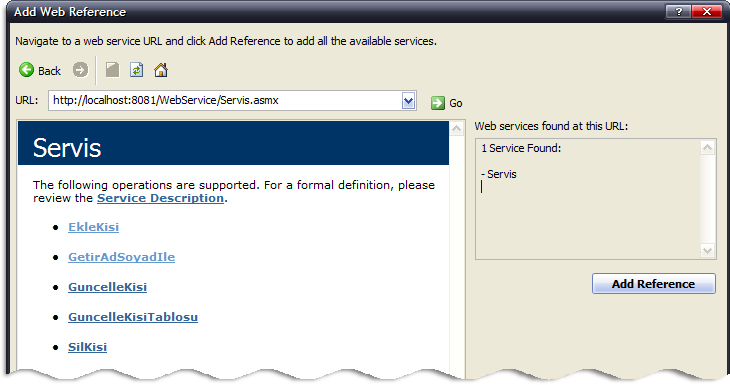 Add Web Reference
Navigate to a web service URL and click Add Reference to add all the available services.
Back
URL: http://localhost:8081/WebService/Servis.asmx Go
Servis
The following operations are supported. For a formal definition, please
review the Service Description.
EkleKisi
GetirAdSoyadIle
GuncelleKisi
GuncelleKisiTablosu
SilKisi
Web services found at this URL:
1 Service Found:
- Servis
Add Reference